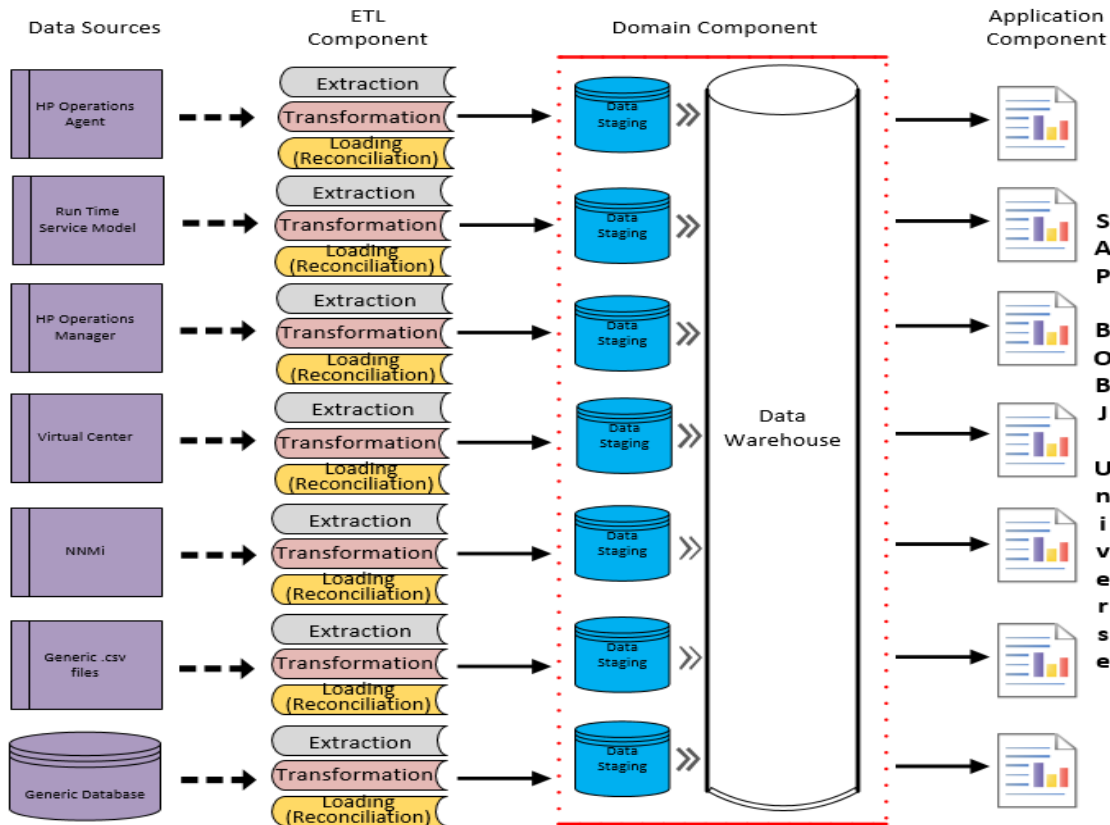 Data Sources
ETL
Component
Domain Component
Application
Component
HP Operations
Agent
Extraction
Transformation
Loading
(Reconciliation)
Data
Staging
Run Time
Service Model
Extraction
Transformation
Loading
(Reconciliation)
Data
Staging
HP Operations
Manager
Extraction
Transformation
Loading
(Reconciliation)
Data
Staging
Virtual Center
Extraction
Transformation
Loading
(Reconciliation)
Data
Staging
NNMi
Extraction
Transformation
Loading
(Reconciliation)
Data
Staging
Generic .csv
files
Extraction
Transformation
Loading
(Reconciliation)
Data
Staging
Generic Database
Extraction
Transformation
Loading
(Reconciliation)
Data
Staging
Data
Warehouse
SAP BOBJ Universe